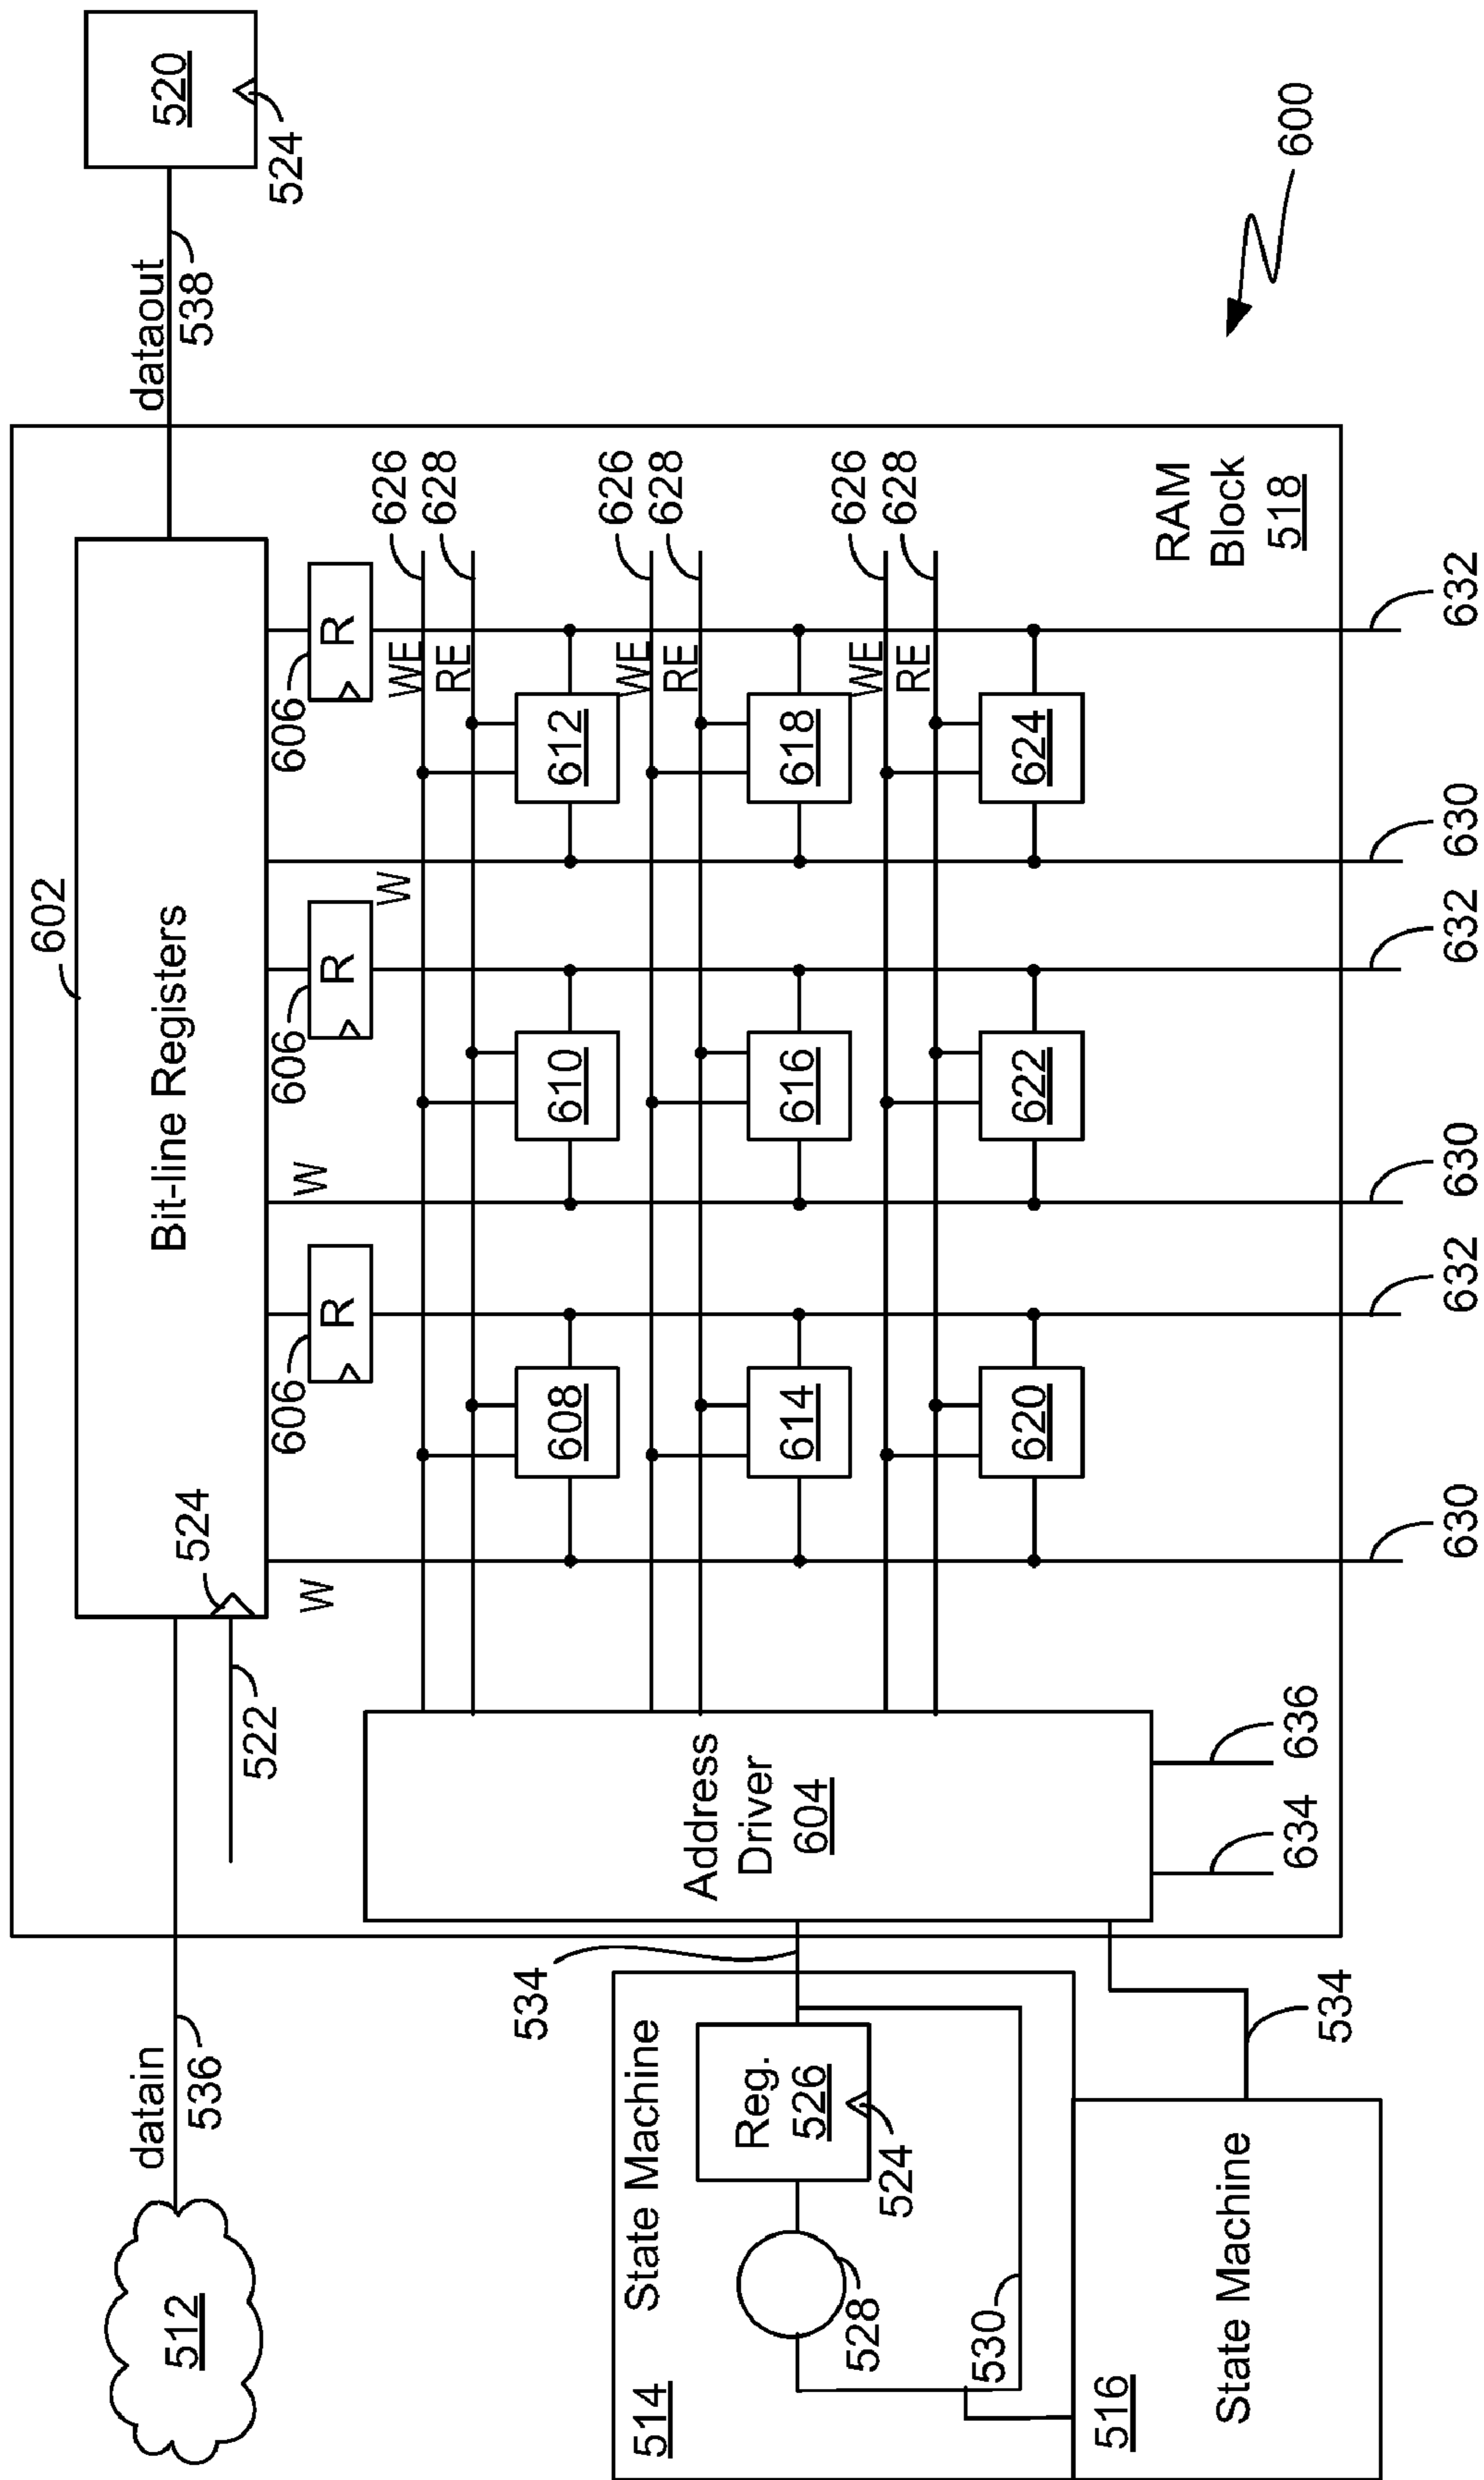 602
520
524
dataout
538
Bit-line Registers
524
522
datain
536
512
606
R
606
R
606
R
W
W
W
626
628
WE
RE
608
610
612
626
628
WE
RE
614
616
618
626
628
WE
RE
620
622
624
Address
Driver
604
534
State Machine
514
Reg.
526
524
528
530
516
State Machine
534
634
636
RAM
Block
518
630
632
630
632
630
632
600